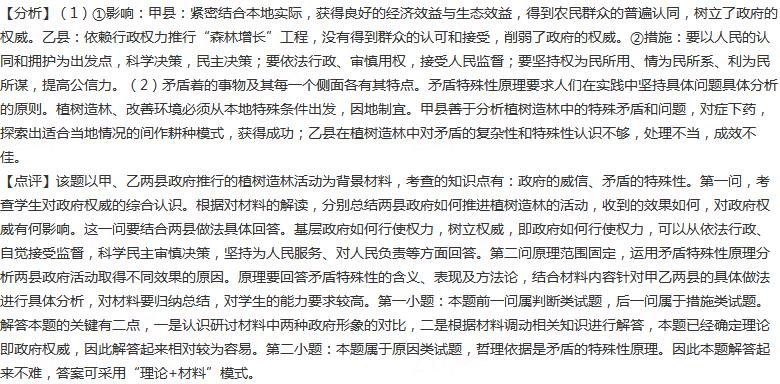 【分析】（1）①影响：甲县：紧密结合本地实际，获得良好的经济效益与生态效益，得到农民群众的普遍认同，树立了政府的
权威。乙县：依赖行政权力推行“森林增长”工程，没有得到群众的认可和接受，削弱了政府的权威。②措施：要以人民的认
同和拥护为出发点，科学决策，民主决策；要依法行政、审慎用权，接受人民监督；要坚持权为民所用、情为民所系、利为民
所谋，提高公信力。（2）矛盾着的事物及其每一个侧面各有其特点。矛盾特殊性原理要求人们在实践中坚持具体问题具体分析
的原则。植树造林、改善环境必须从本地特殊条件出发，因地制宜。甲县善于分析植树造林中的特殊矛盾和问题，对症下药，
探索出适合当地情况的间作耕种模式，获得成功；乙县在植树造林中对矛盾的复杂性和特殊性认识不够，处理不当，成效不
佳。
【点评】该题以甲、乙两县政府推行的植树造林活动为背景材料，考查的知识点有：政府的威信、矛盾的特殊性。第一问，考
查学生对政府权威的综合认识。根据对材料的解读，分别总结两县政府如何推进植树造林的活动，收到的效果如何，对政府权
威有何影响。这一问要结合两县做法具体回答。基层政府如何行使权力，树立权威，即政府如何行使权力，可以从依法行政、
自觉接受监督，科学民主审慎决策，坚持为人民服务、对人民负责等方面回答。第二问原理范围固定，运用矛盾特殊性原理分
析两县政府活动取得不同效果的原因。原理要回答矛盾特殊性的含义、表现及方法论，结合材料内容针对甲乙两县的具体做法
进行具体分析，对材料要归纳总结，对学生的能力要求较高。第一小题：本题前一问属判断类试题，后一问属于措施类试题。
解答本题的关键有二点，一是认识研讨材料中两种政府形象的对比，二是根据材料调动相关知识进行解答，本题已经确定理论
即政府权威，因此解答起来相对较为容易。第二小题：本题属于原因类试题，哲理依据是矛盾的特殊性原理。因此本题解答起
来不难，答案可采用“理论+材料”模式。